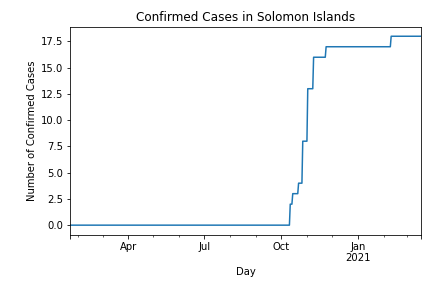 Confirmed Cases in Solomon Islands
Number of Confirmed Cases
17.5
15.0
12.5
10.0
7.5
5.0
2.5
0.0
Apr Jul Oct Jan
2021
Day